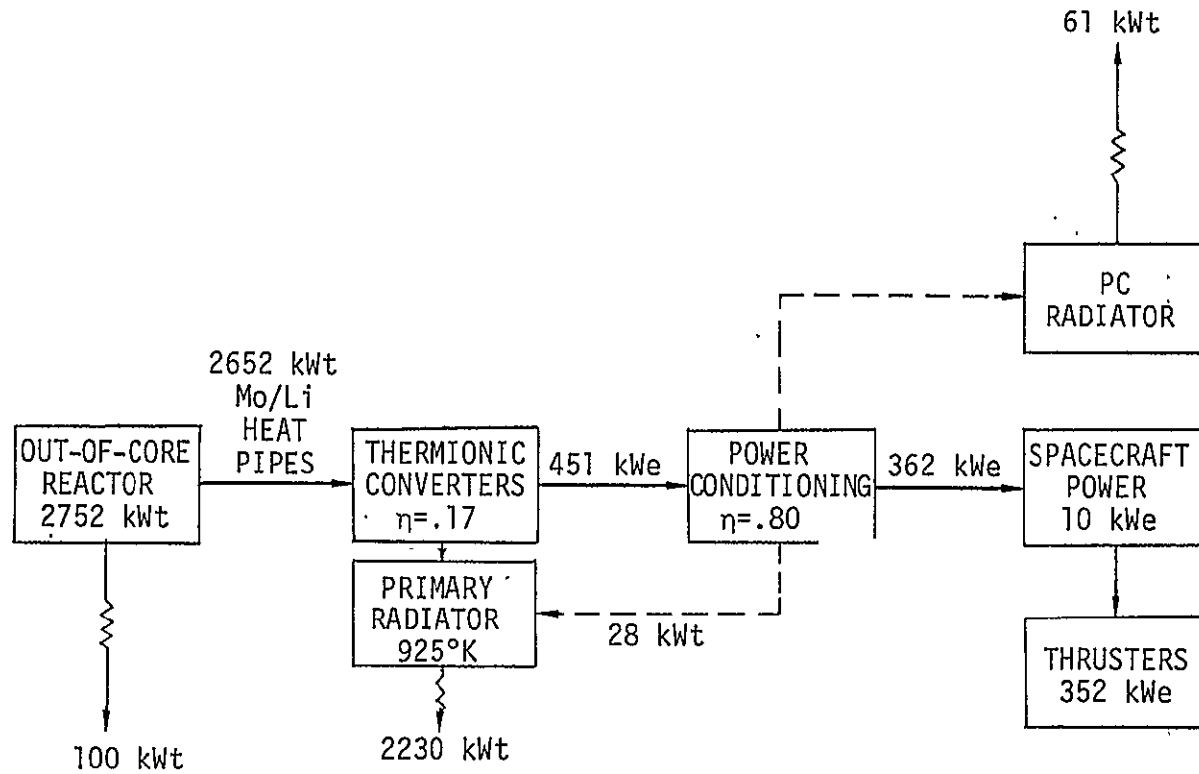 61 kWt
PC
RADIATOR
2652 kWt
Mo/Li
HEAT
PIPES
OUT-OF-CORE
REACTOR
2752 kWt
THERMIONIC
CONVERTERS
η=.17
451 kWe
POWER
CONDITIONING
η=.80
362 kWe
SPACECRAFT
POWER
10 kWe
PRIMARY
RADIATOR
925°K
28 kWt
THRUSTERS
352 kWe
100 kWt
2230 kWt